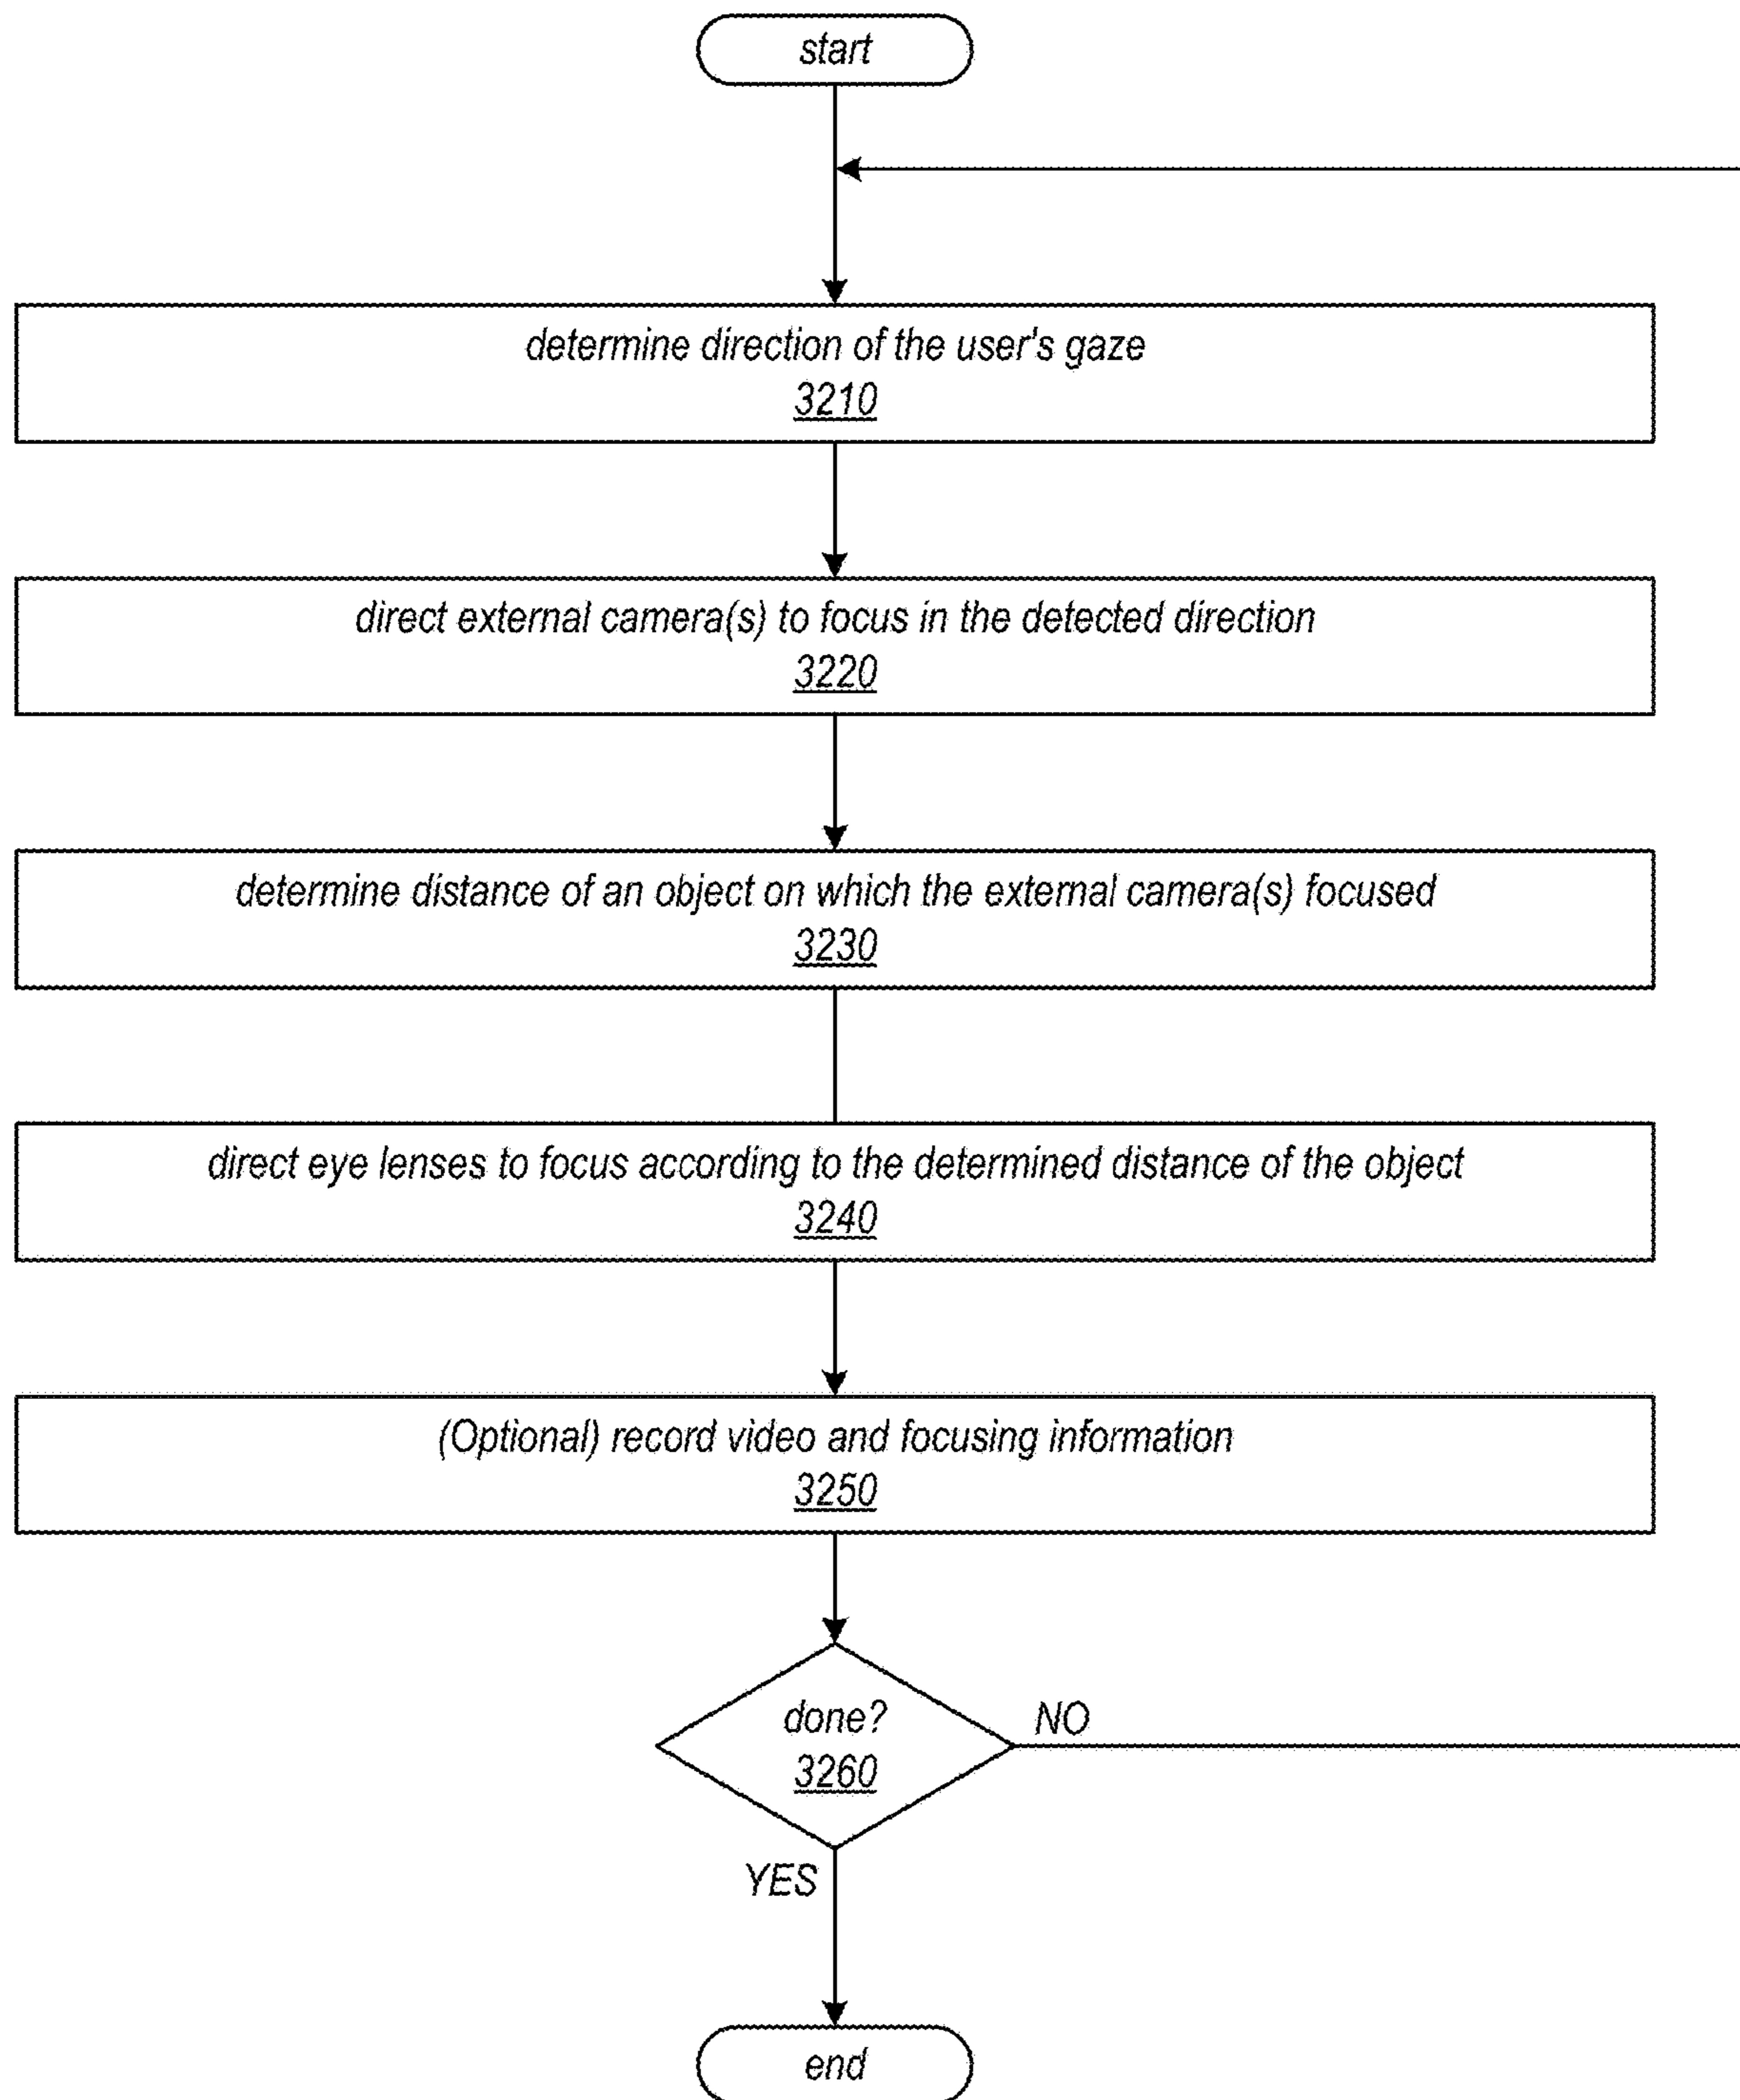 start
determine direction of the user's gaze
3210
direct external camera(s) to focus in the detected direction
3220
determine distance of an object on which the external camera(s) focused
3230
direct eye lenses to focus according to the determined distance of the object
3240
(Optional) record video and focusing information
3250
done?
3260
NO
YES
end